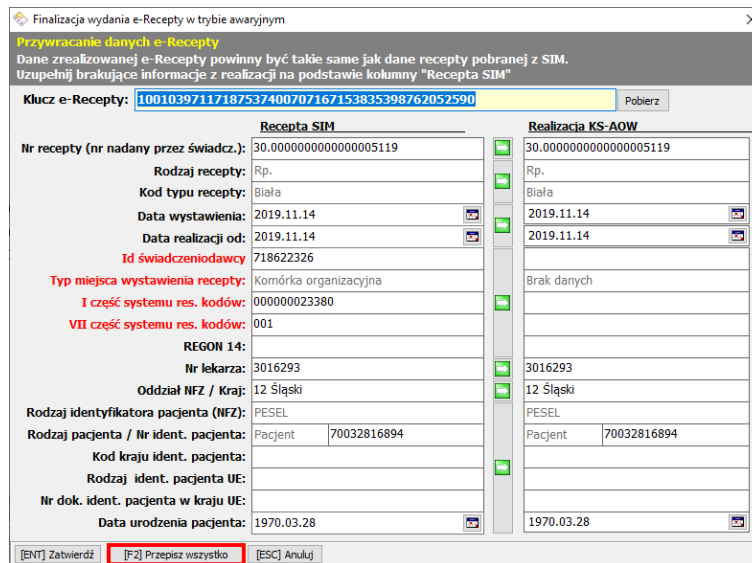 Finalizacja wydania e-Recepty w trybie awaryjnym
Przywracanie danych e-Recepty
Dane zrealizowanej e-Recepty powinny być takie same jak dane recepty pobranej z SIM.
Uzupełnij brakujące informacje z realizacji na podstawie kolumny "Recepta SIM"
Klucz e-Recepty: 10010397117187537400707167153835398762052590 Pobierz
Recepta SIM Realizacja KS-AOW
Nr recepty (nr nadany przez świadcz.): 30.0000000000000005119 30.0000000000000005119
Rodzaj recepty: Rp. Rp.
Kod typu recepty: Biała Biała
Data wystawienia: 2019.11.14 2019.11.14
Data realizacji od: 2019.11.14 2019.11.14
Id świadczeniodawcy 718622326
Typ miejsca wystawienia recepty: Komórka organizacyjna Brak danych
I część systemu res. kodów: 000000023380
VII część systemu res. kodów: 001
REGON 14:
Nr lekarza: 3016293 3016293
Oddział NFZ / Kraj: 12 Śląski 12 Śląski
Rodzaj identyfikatora pacjenta (NFZ): PESEL PESEL
Rodzaj pacjenta / Nr ident. pacjenta: Pacjent 70032816894 Pacjent 70032816894
Kod kraju ident. pacjenta:
Rodzaj ident. pacjenta UE:
Nr dok. ident. pacjenta w kraju UE:
Data urodzenia pacjenta: 1970.03.28 1970.03.28
[ENT] Zatwierdź [F2] Przepisz wszystko [ESC] Anuluj